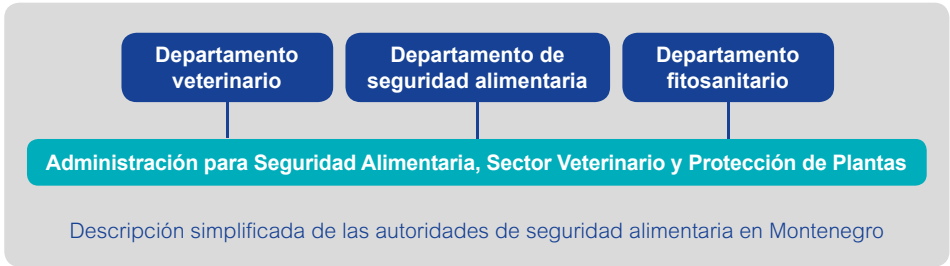 Departamento
veterinario
Departamento de
seguridad alimentaria
Departamento
fitosanitario
Administración para Seguridad Alimentaria, Sector Veterinario y Protección de Plantas
Descripción simplificada de las autoridades de seguridad alimentaria en Montenegro